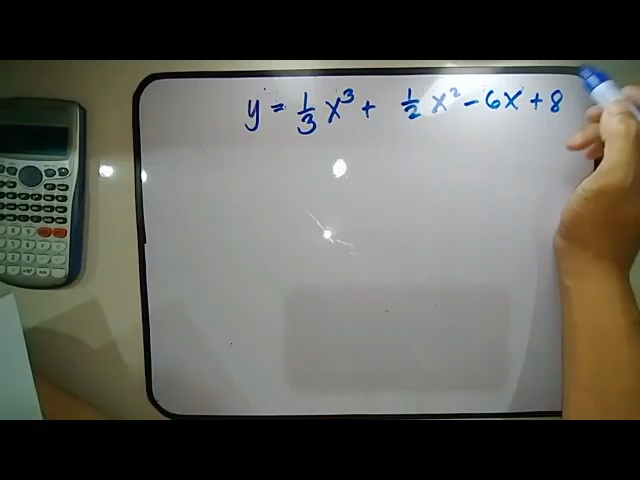 y = 1/3 x³ + 1/2 x² - 6x + 8